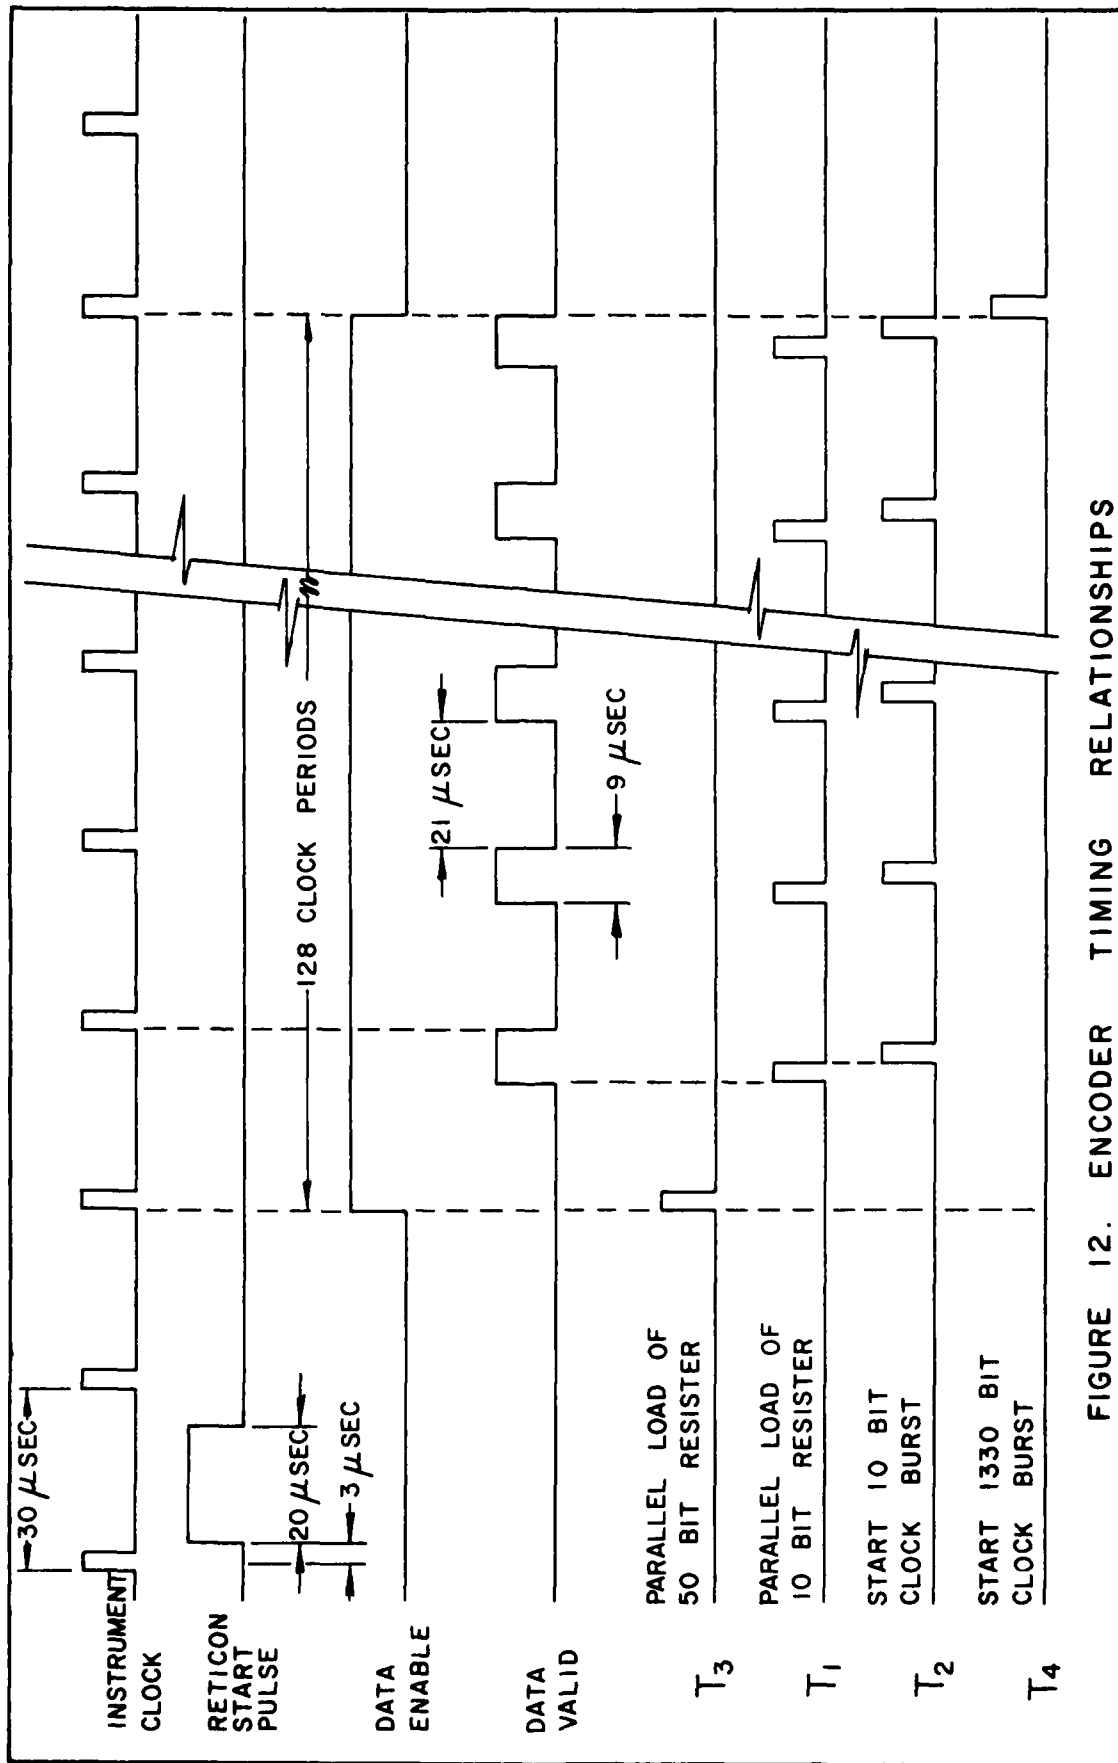 INSTRUMENT
CLOCK
30 μSEC
RETICON
START
PULSE
20 μSEC
3 μSEC
DATA
ENABLE
128 CLOCK PERIODS
DATA
VALID
21 μSEC
9 μSEC
T3
PARALLEL LOAD OF
50 BIT RESISTER
T1
PARALLEL LOAD OF
10 BIT RESISTER
T2
START 10 BIT
CLOCK BURST
T4
START 1330 BIT
CLOCK BURST
FIGURE 12. ENCODER TIMING RELATIONSHIPS